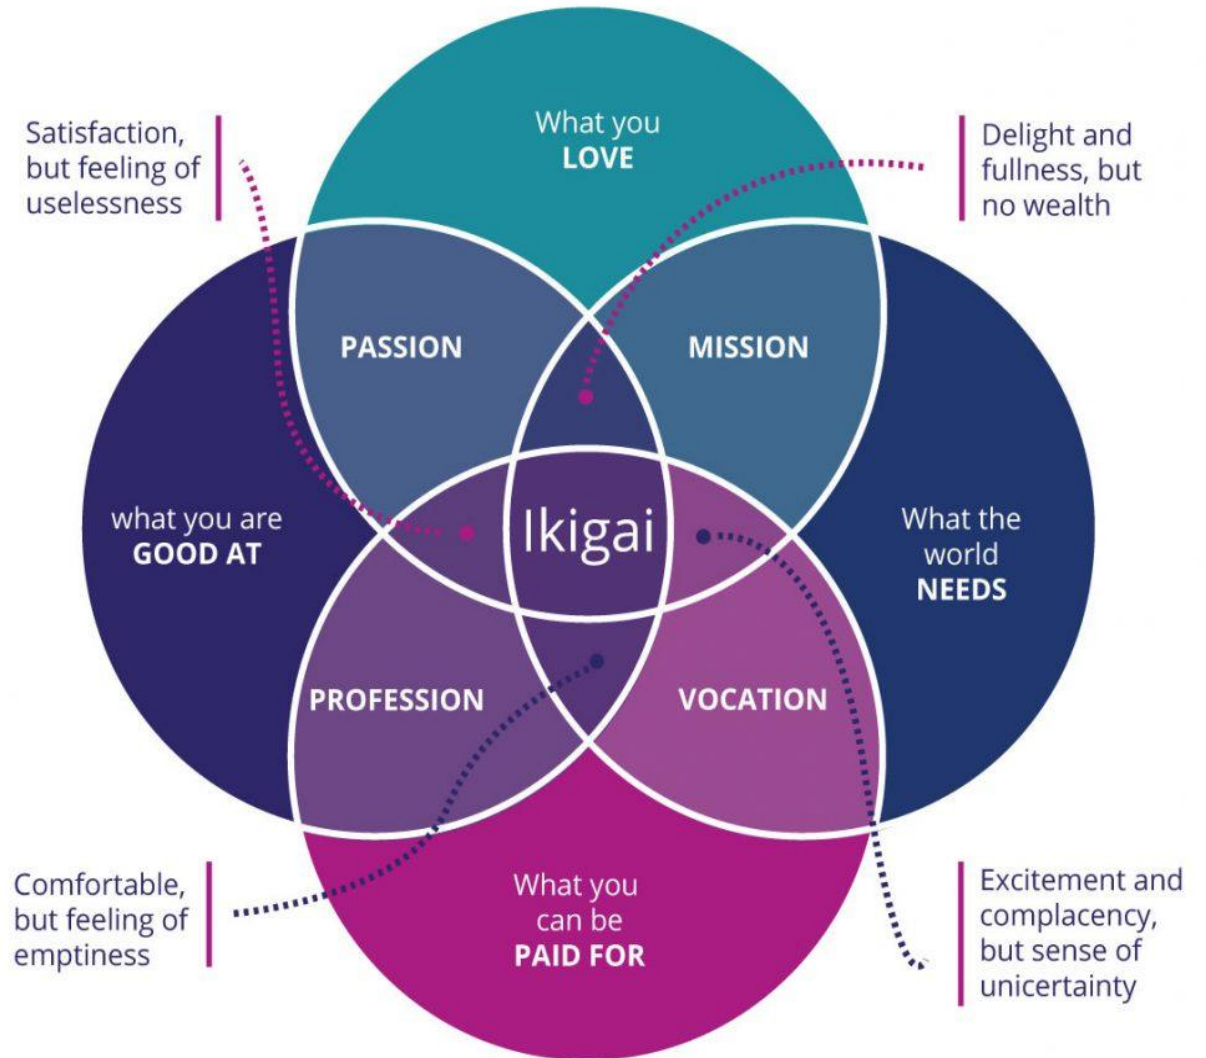 What you
LOVE
Satisfaction,
but feeling of
uselessness
Delight and
fullness, but
no wealth
PASSION
MISSION
what you are
GOOD AT
Ikigai
What the
world
NEEDS
PROFESSION
VOCATION
Comfortable,
but feeling of
emptiness
What you
can be
PAID FOR
Excitement and
complacency,
but sense of
unicertainty